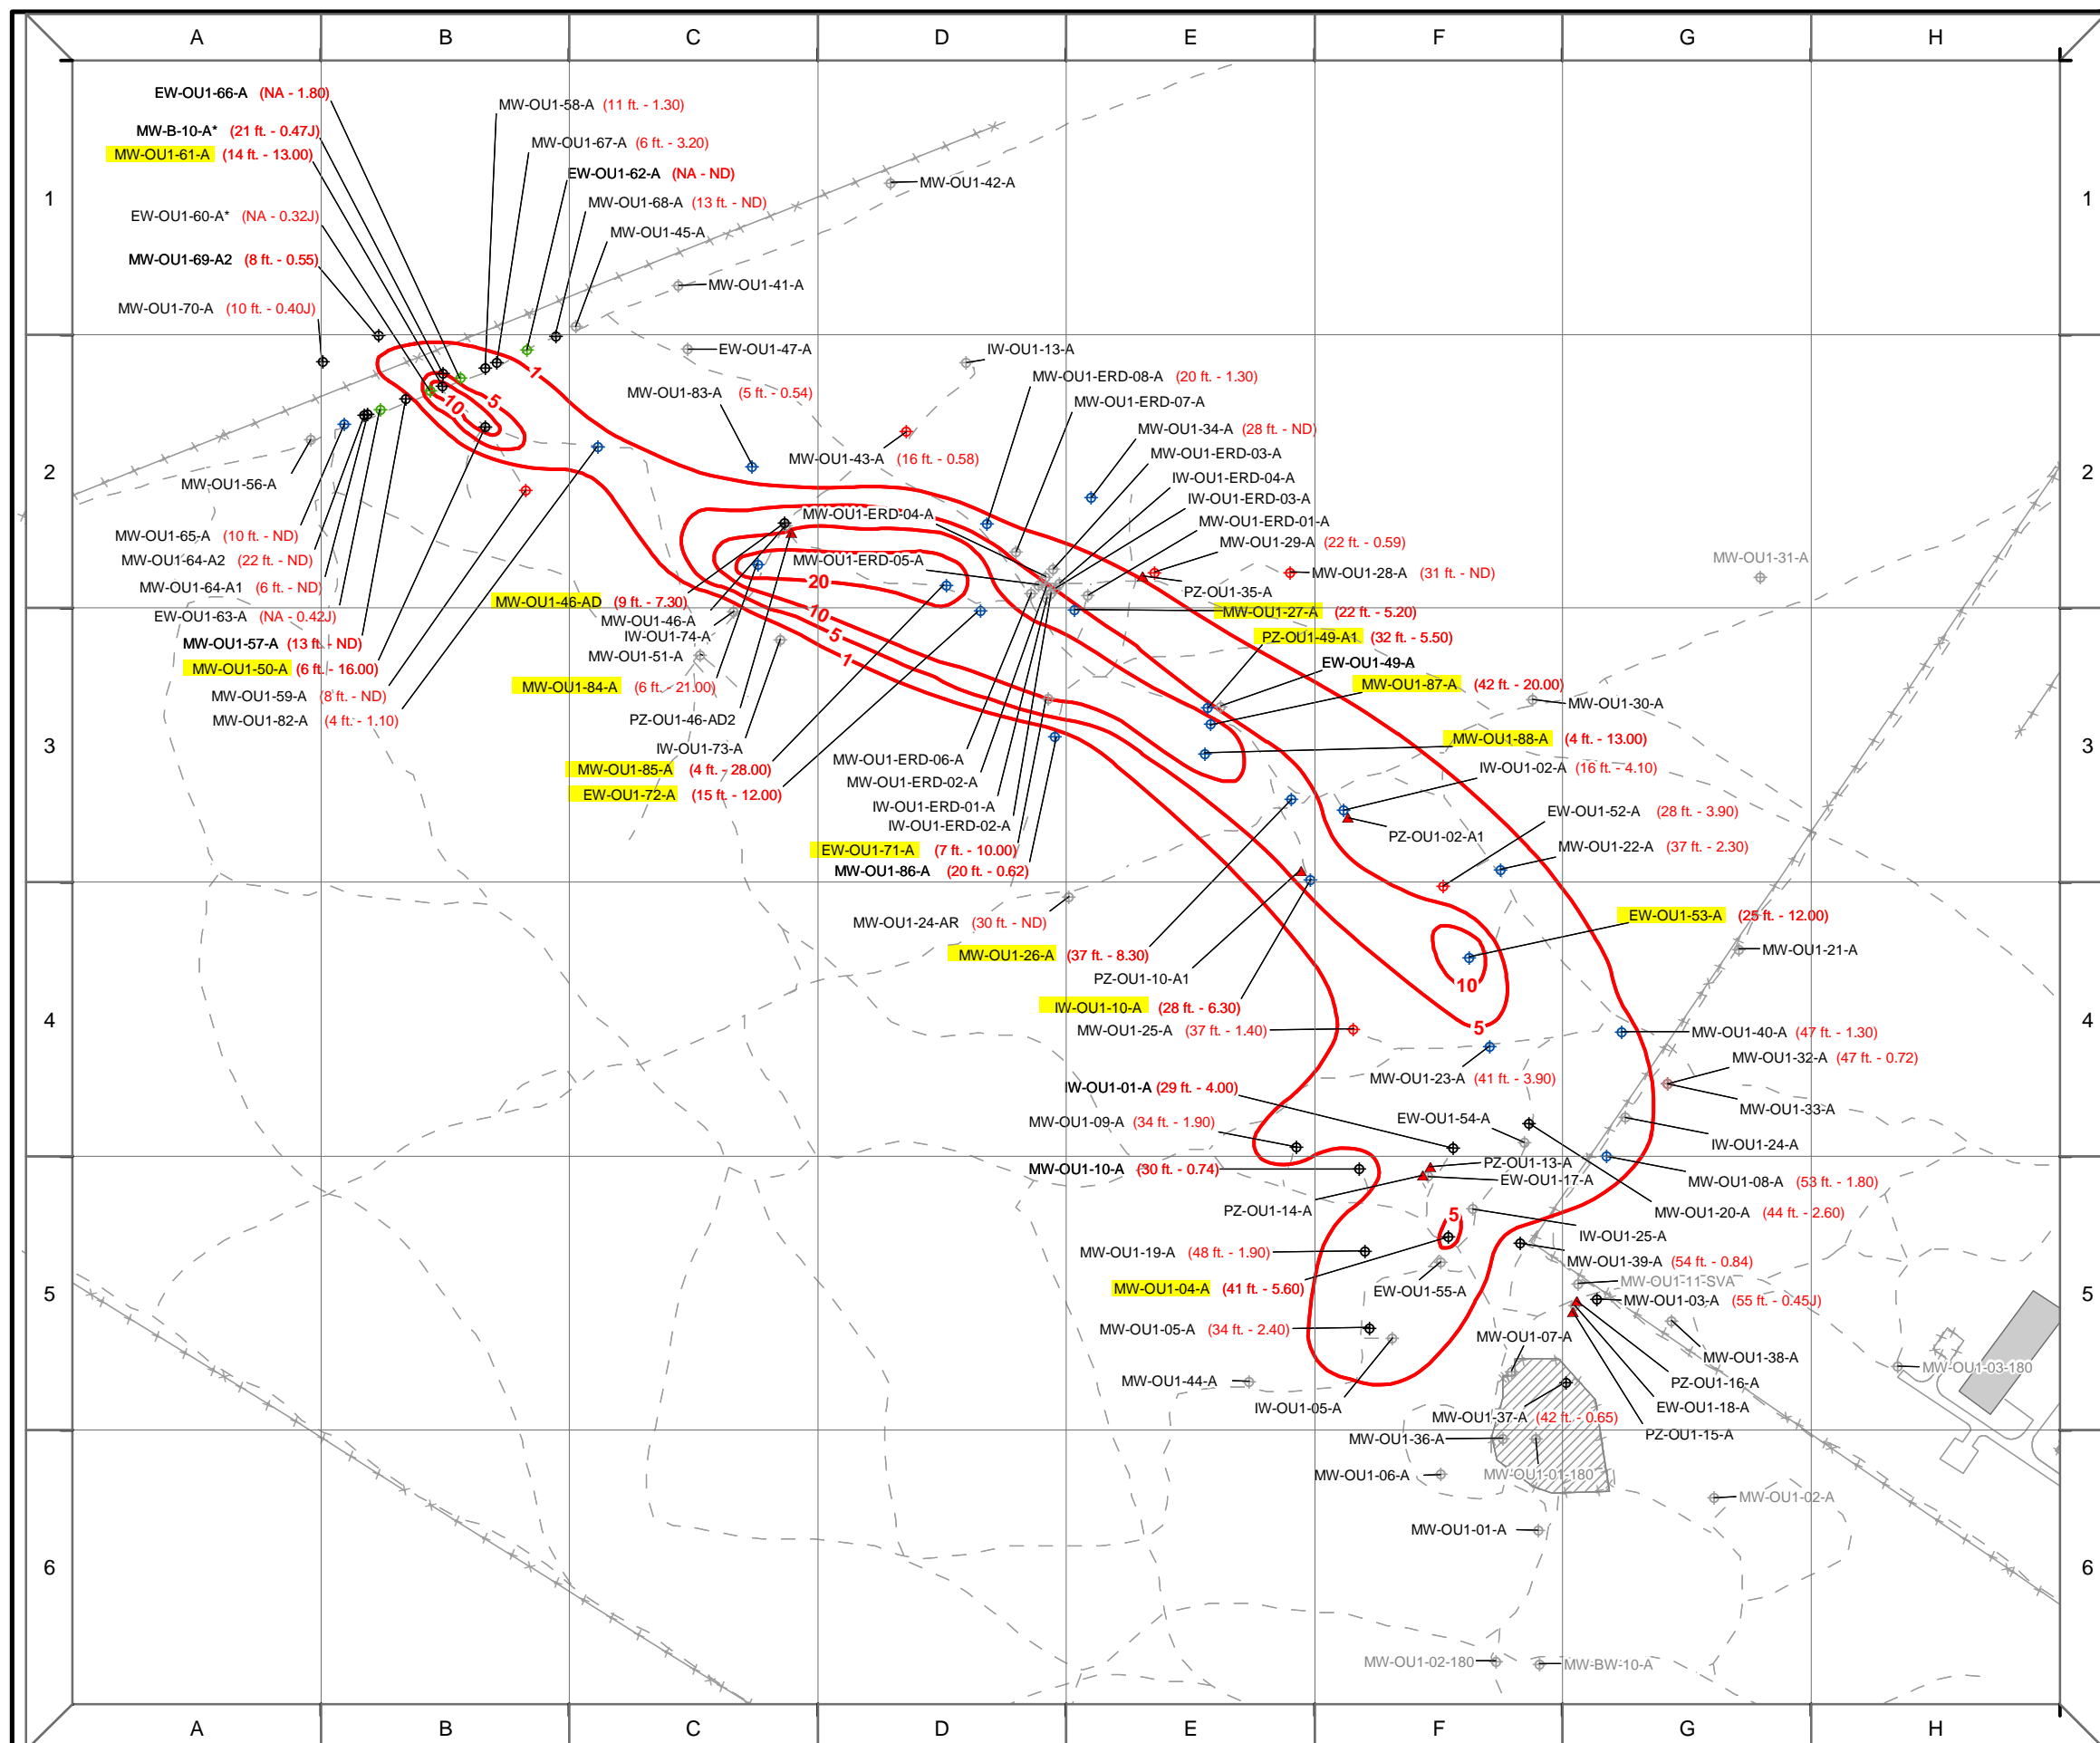 A B C D E F G H
EW-OU1-66-A (NA - 1.80)
MW-OU1-58-A (11 ft. - 1.30)
MW-B-10-A* (21 ft. - 0.47J)
MW-OU1-67-A (6 ft. - 3.20)
MW-OU1-61-A (14 ft. - 13.00)
EW-OU1-62-A (NA - ND)
MW-OU1-42-A
1 1
MW-OU1-68-A (13 ft. - ND)
EW-OU1-60-A* (NA - 0.32J)
MW-OU1-45-A
MW-OU1-69-A2 (8 ft. - 0.55)
MW-OU1-41-A
MW-OU1-70-A (10 ft. - 0.40J)
EW-OU1-47-A
IW-OU1-13-A
1
MW-OU1-ERD-08-A (20 ft. - 1.30)
MW-OU1-83-A (5 ft. - 0.54)
5
10
MW-OU1-ERD-07-A
MW-OU1-34-A (28 ft. - ND)
MW-OU1-ERD-03-A
MW-OU1-43-A (16 ft. - 0.58)
2 2
IW-OU1-ERD-04-A
MW-OU1-56-A
IW-OU1-ERD-03-A
MW-OU1-ERD-04-A
MW-OU1-ERD-01-A
MW-OU1-65-A (10 ft. - ND)
MW-OU1-29-A (22 ft. - 0.59)
MW-OU1-64-A2 (22 ft. - ND)
MW-OU1-ERD-05-A
MW-OU1-31-A
MW-OU1-28-A (31 ft. - ND)
20
MW-OU1-64-A1 (6 ft. - ND)
PZ-OU1-35-A
MW-OU1-46-AD (9 ft. - 7.30)
10
MW-OU1-27-A (22 ft. - 5.20)
EW-OU1-63-A (NA - 0.42J)
MW-OU1-46-A
IW-OU1-74-A
5
PZ-OU1-49-A1 (32 ft. - 5.50)
MW-OU1-57-A (13 ft. - ND)
MW-OU1-51-A
1
EW-OU1-49-A
MW-OU1-50-A (6 ft. - 16.00)
MW-OU1-84-A (6 ft. - 21.00)
MW-OU1-87-A (42 ft. - 20.00)
MW-OU1-59-A (8 ft. - ND)
MW-OU1-30-A
MW-OU1-82-A (4 ft. - 1.10)
PZ-OU1-46-AD2
MW-OU1-88-A (4 ft. - 13.00)
3 3
IW-OU1-73-A
MW-OU1-ERD-06-A
MW-OU1-85-A (4 ft. - 28.00)
IW-OU1-02-A (16 ft. - 4.10)
MW-OU1-ERD-02-A
EW-OU1-72-A (15 ft. - 12.00)
IW-OU1-ERD-01-A
EW-OU1-52-A (28 ft. - 3.90)
IW-OU1-ERD-02-A
PZ-OU1-02-A1
MW-OU1-22-A (37 ft. - 2.30)
EW-OU1-71-A (7 ft. - 10.00)
MW-OU1-86-A (20 ft. - 0.62)
EW-OU1-53-A (25 ft. - 12.00)
MW-OU1-24-AR (30 ft. - ND)
MW-OU1-21-A
MW-OU1-26-A (37 ft. - 8.30)
PZ-OU1-10-A1
10
IW-OU1-10-A (28 ft. - 6.30)
4 4
5
MW-OU1-25-A (37 ft. - 1.40)
MW-OU1-40-A (47 ft. - 1.30)
MW-OU1-32-A (47 ft. - 0.72)
MW-OU1-23-A (41 ft. - 3.90)
IW-OU1-01-A (29 ft. - 4.00)
MW-OU1-33-A
MW-OU1-09-A (34 ft. - 1.90)
EW-OU1-54-A
IW-OU1-24-A
PZ-OU1-13-A
MW-OU1-10-A (30 ft. - 0.74)
EW-OU1-17-A
MW-OU1-08-A (53 ft. - 1.80)
PZ-OU1-14-A
5
MW-OU1-20-A (44 ft. - 2.60)
IW-OU1-25-A
MW-OU1-19-A (48 ft. - 1.90)
MW-OU1-39-A (54 ft. - 0.84)
MW-OU1-11-SVA
MW-OU1-04-A (41 ft. - 5.60)
EW-OU1-55-A
5 5
MW-OU1-03-A (55 ft. - 0.45J)
MW-OU1-05-A (34 ft. - 2.40)
MW-OU1-07-A
MW-OU1-38-A
MW-OU1-03-180
MW-OU1-44-A
PZ-OU1-16-A
IW-OU1-05-A
EW-OU1-18-A
MW-OU1-37-A (42 ft. - 0.65)
PZ-OU1-15-A
MW-OU1-36-A
MW-OU1-06-A
MW-OU1-01-180
MW-OU1-02-A
MW-OU1-01-A
6 6
MW-OU1-02-180
MW-BW-10-A
A B C D E F G H